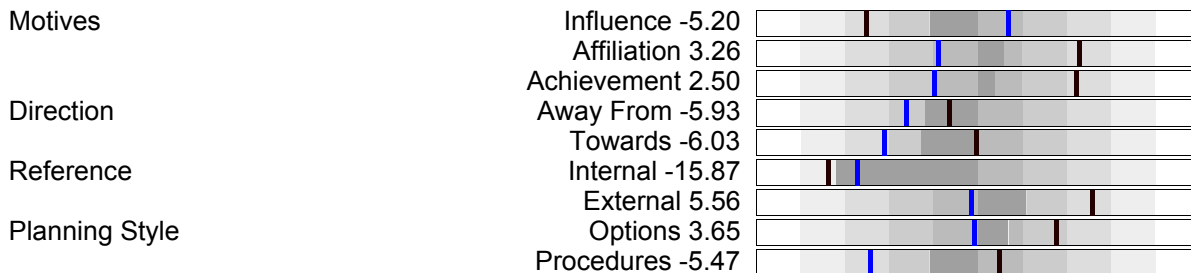 Motives Influence -5.20
Affiliation 3.26
Achievement 2.50
Direction Away From -5.93
Towards -6.03
Reference Internal -15.87
External 5.56
Planning Style Options 3.65
Procedures -5.47